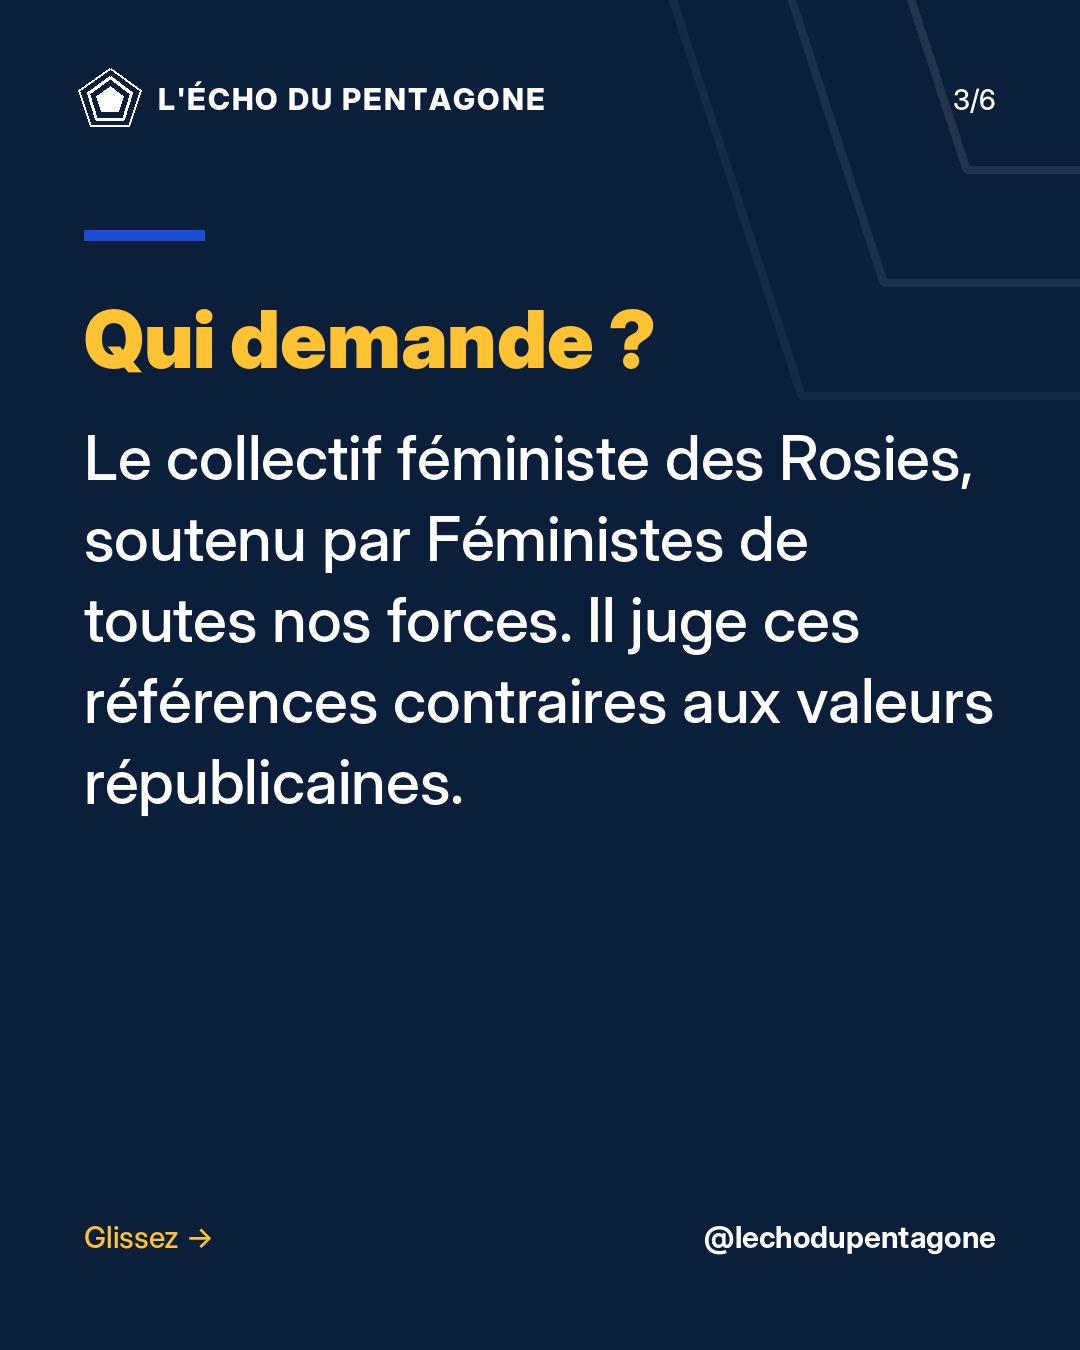 L'ÉCHO DU PENTAGONE
3/6
Qui demande ?
Le collectif féministe des Rosies,
soutenu par Féministes de
toutes nos forces. Il juge ces
références contraires aux valeurs
républicaines.
Glissez →
@lechodupentagone